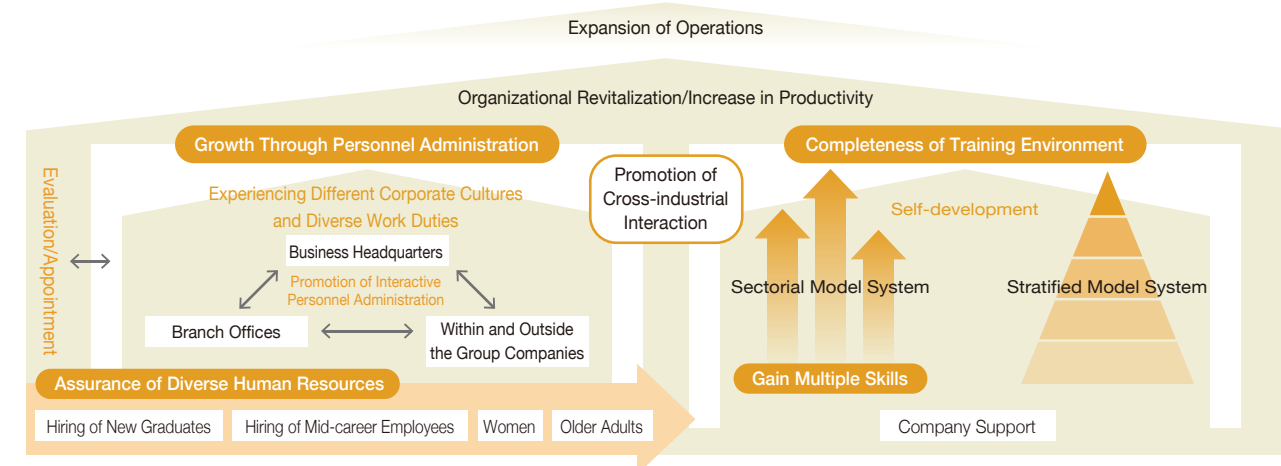 Expansion of Operations
Organizational Revitalization/Increase in Productivity
Growth Through Personnel Administration
Completeness of Training Environment
Evaluation/Appointment
Experiencing Different Corporate Cultures
and Diverse Work Duties
Business Headquarters
Promotion of Interactive
Personnel Administration
Branch Offices
Within and Outside
the Group Companies
Promotion of
Cross-industrial
Interaction
Self-development
Sectorial Model System
Stratified Model System
Gain Multiple Skills
Assurance of Diverse Human Resources
Hiring of New Graduates
Hiring of Mid-career Employees
Women
Older Adults
Company Support